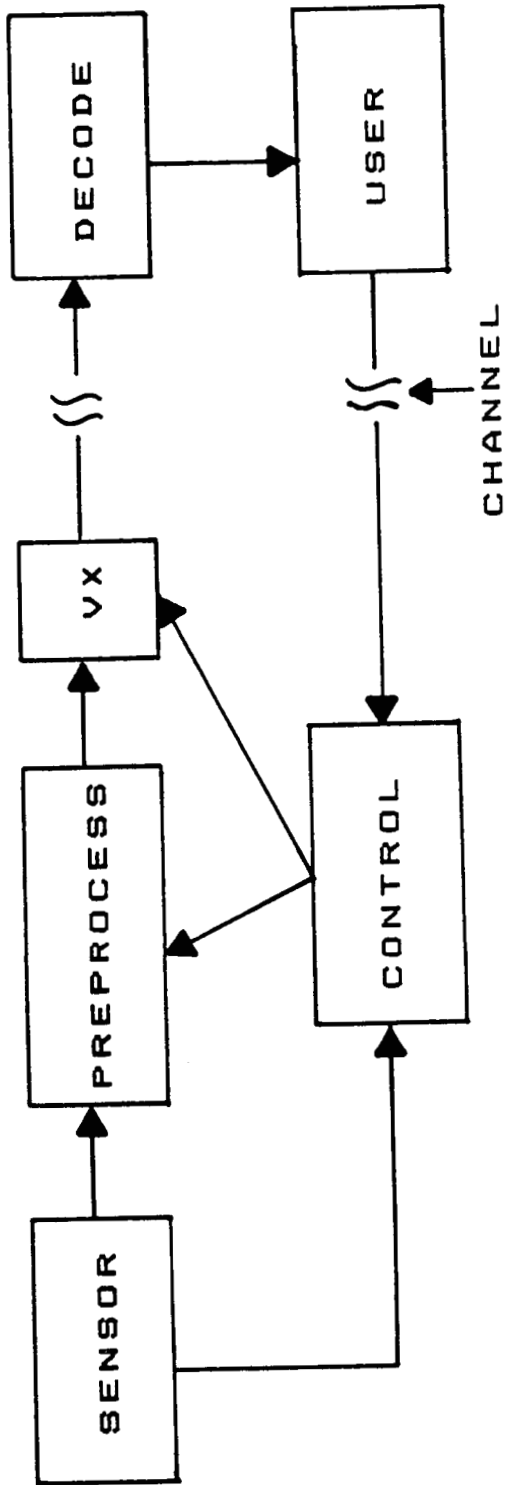 SENSOR
PREPROCESS
VX
DECODE
CONTROL
USER
CHANNEL